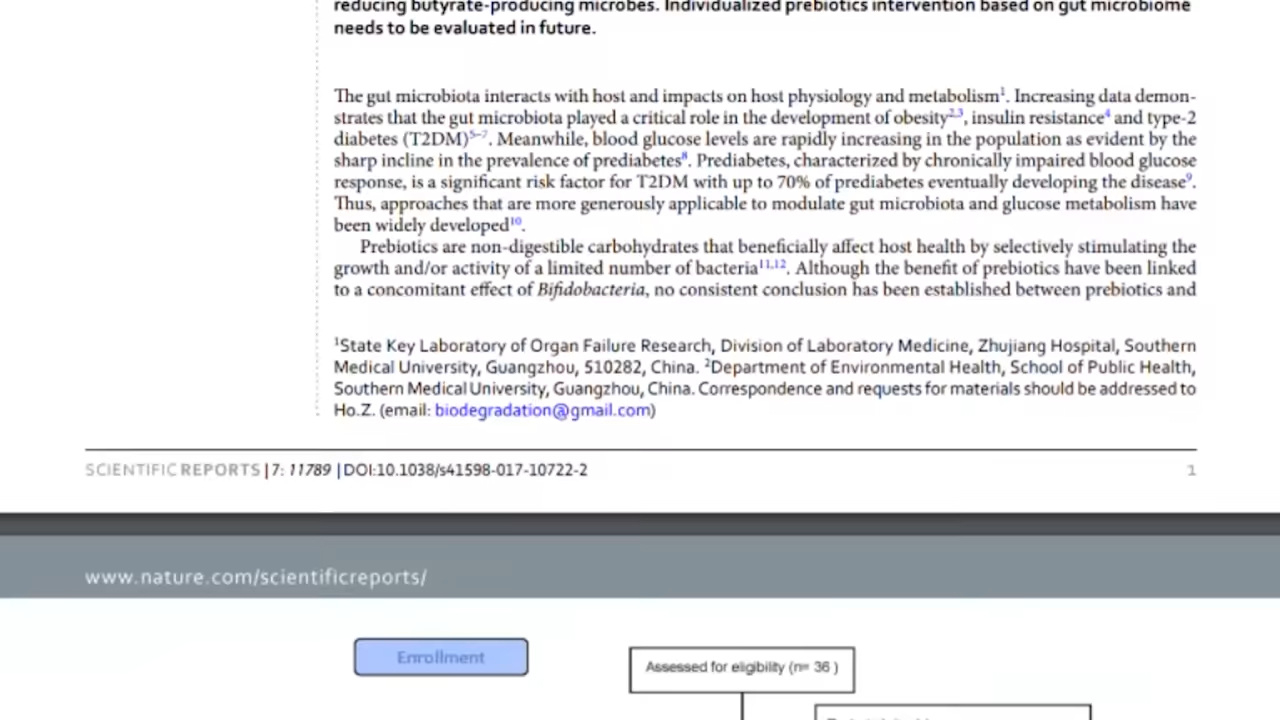 reducing butyrate-producing microbes. Individualized prebiotics intervention based on gut microbiome
needs to be evaluated in future.
The gut microbiota interacts with host and impacts on host physiology and metabolism1. Increasing data demon-
strates that the gut microbiota played a critical role in the development of obesity2,3, insulin resistance4 and type-2
diabetes (T2DM)5–7. Meanwhile, blood glucose levels are rapidly increasing in the population as evident by the
sharp incline in the prevalence of prediabetes8. Prediabetes, characterized by chronically impaired blood glucose
response, is a significant risk factor for T2DM with up to 70% of prediabetes eventually developing the disease9.
Thus, approaches that are more generously applicable to modulate gut microbiota and glucose metabolism have
been widely developed10.
Prebiotics are non-digestible carbohydrates that beneficially affect host health by selectively stimulating the
growth and/or activity of a limited number of bacteria11,12. Although the benefit of prebiotics have been linked
to a concomitant effect of Bifidobacteria, no consistent conclusion has been established between prebiotics and
1State Key Laboratory of Organ Failure Research, Division of Laboratory Medicine, Zhujiang Hospital, Southern
Medical University, Guangzhou, 510282, China. 2Department of Environmental Health, School of Public Health,
Southern Medical University, Guangzhou, China. Correspondence and requests for materials should be addressed to
Ho.Z. (email: biodegradation@gmail.com)
SCIENTIFIC REPORTS | 7: 11789 | DOI:10.1038/s41598-017-10722-2 1
www.nature.com/scientificreports/
Enrollment
Assessed for eligibility (n= 36 )